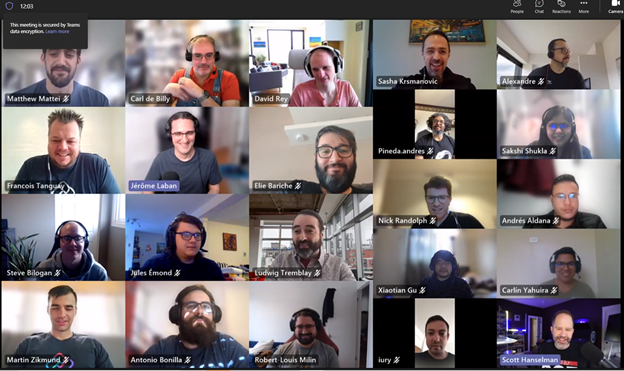 12:03
People
Chat
Reactions
More
Camera
This meeting is secured by Teams
data encryption. Learn more
Matthew Mattei
Carl de Billy
David Rey
Sasha Krsmanovic
Alexandre
Francois Tanguay
Jérôme Laban
Elie Bariche
Pineda.andres
Sakshi Shukla
Nick Randolph
Andrés Aldana
Steve Bilogan
Jules Émond
Ludwig Tremblay
Xiaotian Gu
Carlin Yahuira
Martin Zikmund
Antonio Bonilla
Robert-Louis Milin
iury
Scott Hanselman